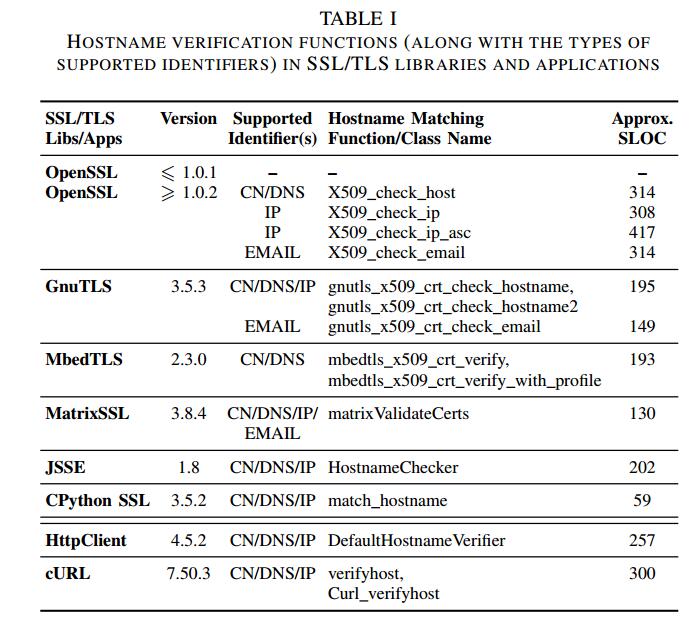 TABLE I
HOSTNAME VERIFICATION FUNCTIONS (ALONG WITH THE TYPES OF
SUPPORTED IDENTIFIERS) IN SSL/TLS LIBRARIES AND APPLICATIONS
SSL/TLS Version Supported Hostname Matching Approx.
Libs/Apps Identifier(s) Function/Class Name SLOC
OpenSSL ⩽ 1.0.1 – – –
OpenSSL ⩾ 1.0.2 CN/DNS X509_check_host 314
IP X509_check_ip 308
IP X509_check_ip_asc 417
EMAIL X509_check_email 314
GnuTLS 3.5.3 CN/DNS/IP gnutls_x509_crt_check_hostname, 195
gnutls_x509_crt_check_hostname2
EMAIL gnutls_x509_crt_check_email 149
MbedTLS 2.3.0 CN/DNS mbedtls_x509_crt_verify, 193
mbedtls_x509_crt_verify_with_profile
MatrixSSL 3.8.4 CN/DNS/IP/ matrixValidateCerts 130
EMAIL
JSSE 1.8 CN/DNS/IP HostnameChecker 202
CPython SSL 3.5.2 CN/DNS/IP match_hostname 59
HttpClient 4.5.2 CN/DNS/IP DefaultHostnameVerifier 257
cURL 7.50.3 CN/DNS/IP verifyhost, 300
Curl_verifyhost